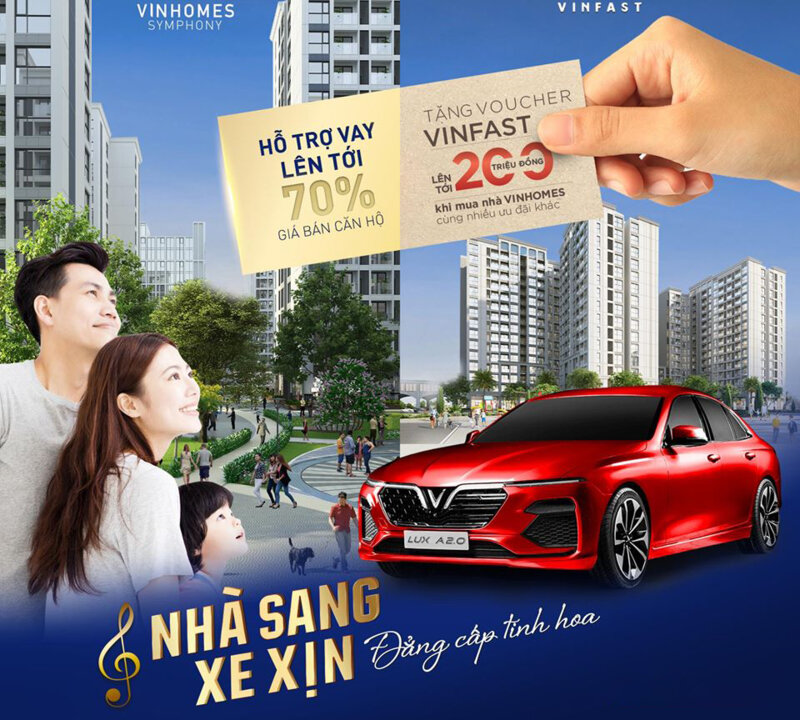 VINHOMES
SYMPHONY
VINFAST
HỖ TRỢ VAY
LÊN TỚI
70%
GIÁ BÁN CĂN HỘ
TẶNG VOUCHER
VINFAST
LÊN TỚI 200 TRIỆU ĐỒNG
khi mua nhà VINHOMES
cùng nhiều ưu đãi khác
LUX A2.0
NHÀ SANG
XE XỊN
Đẳng cấp tinh hoa